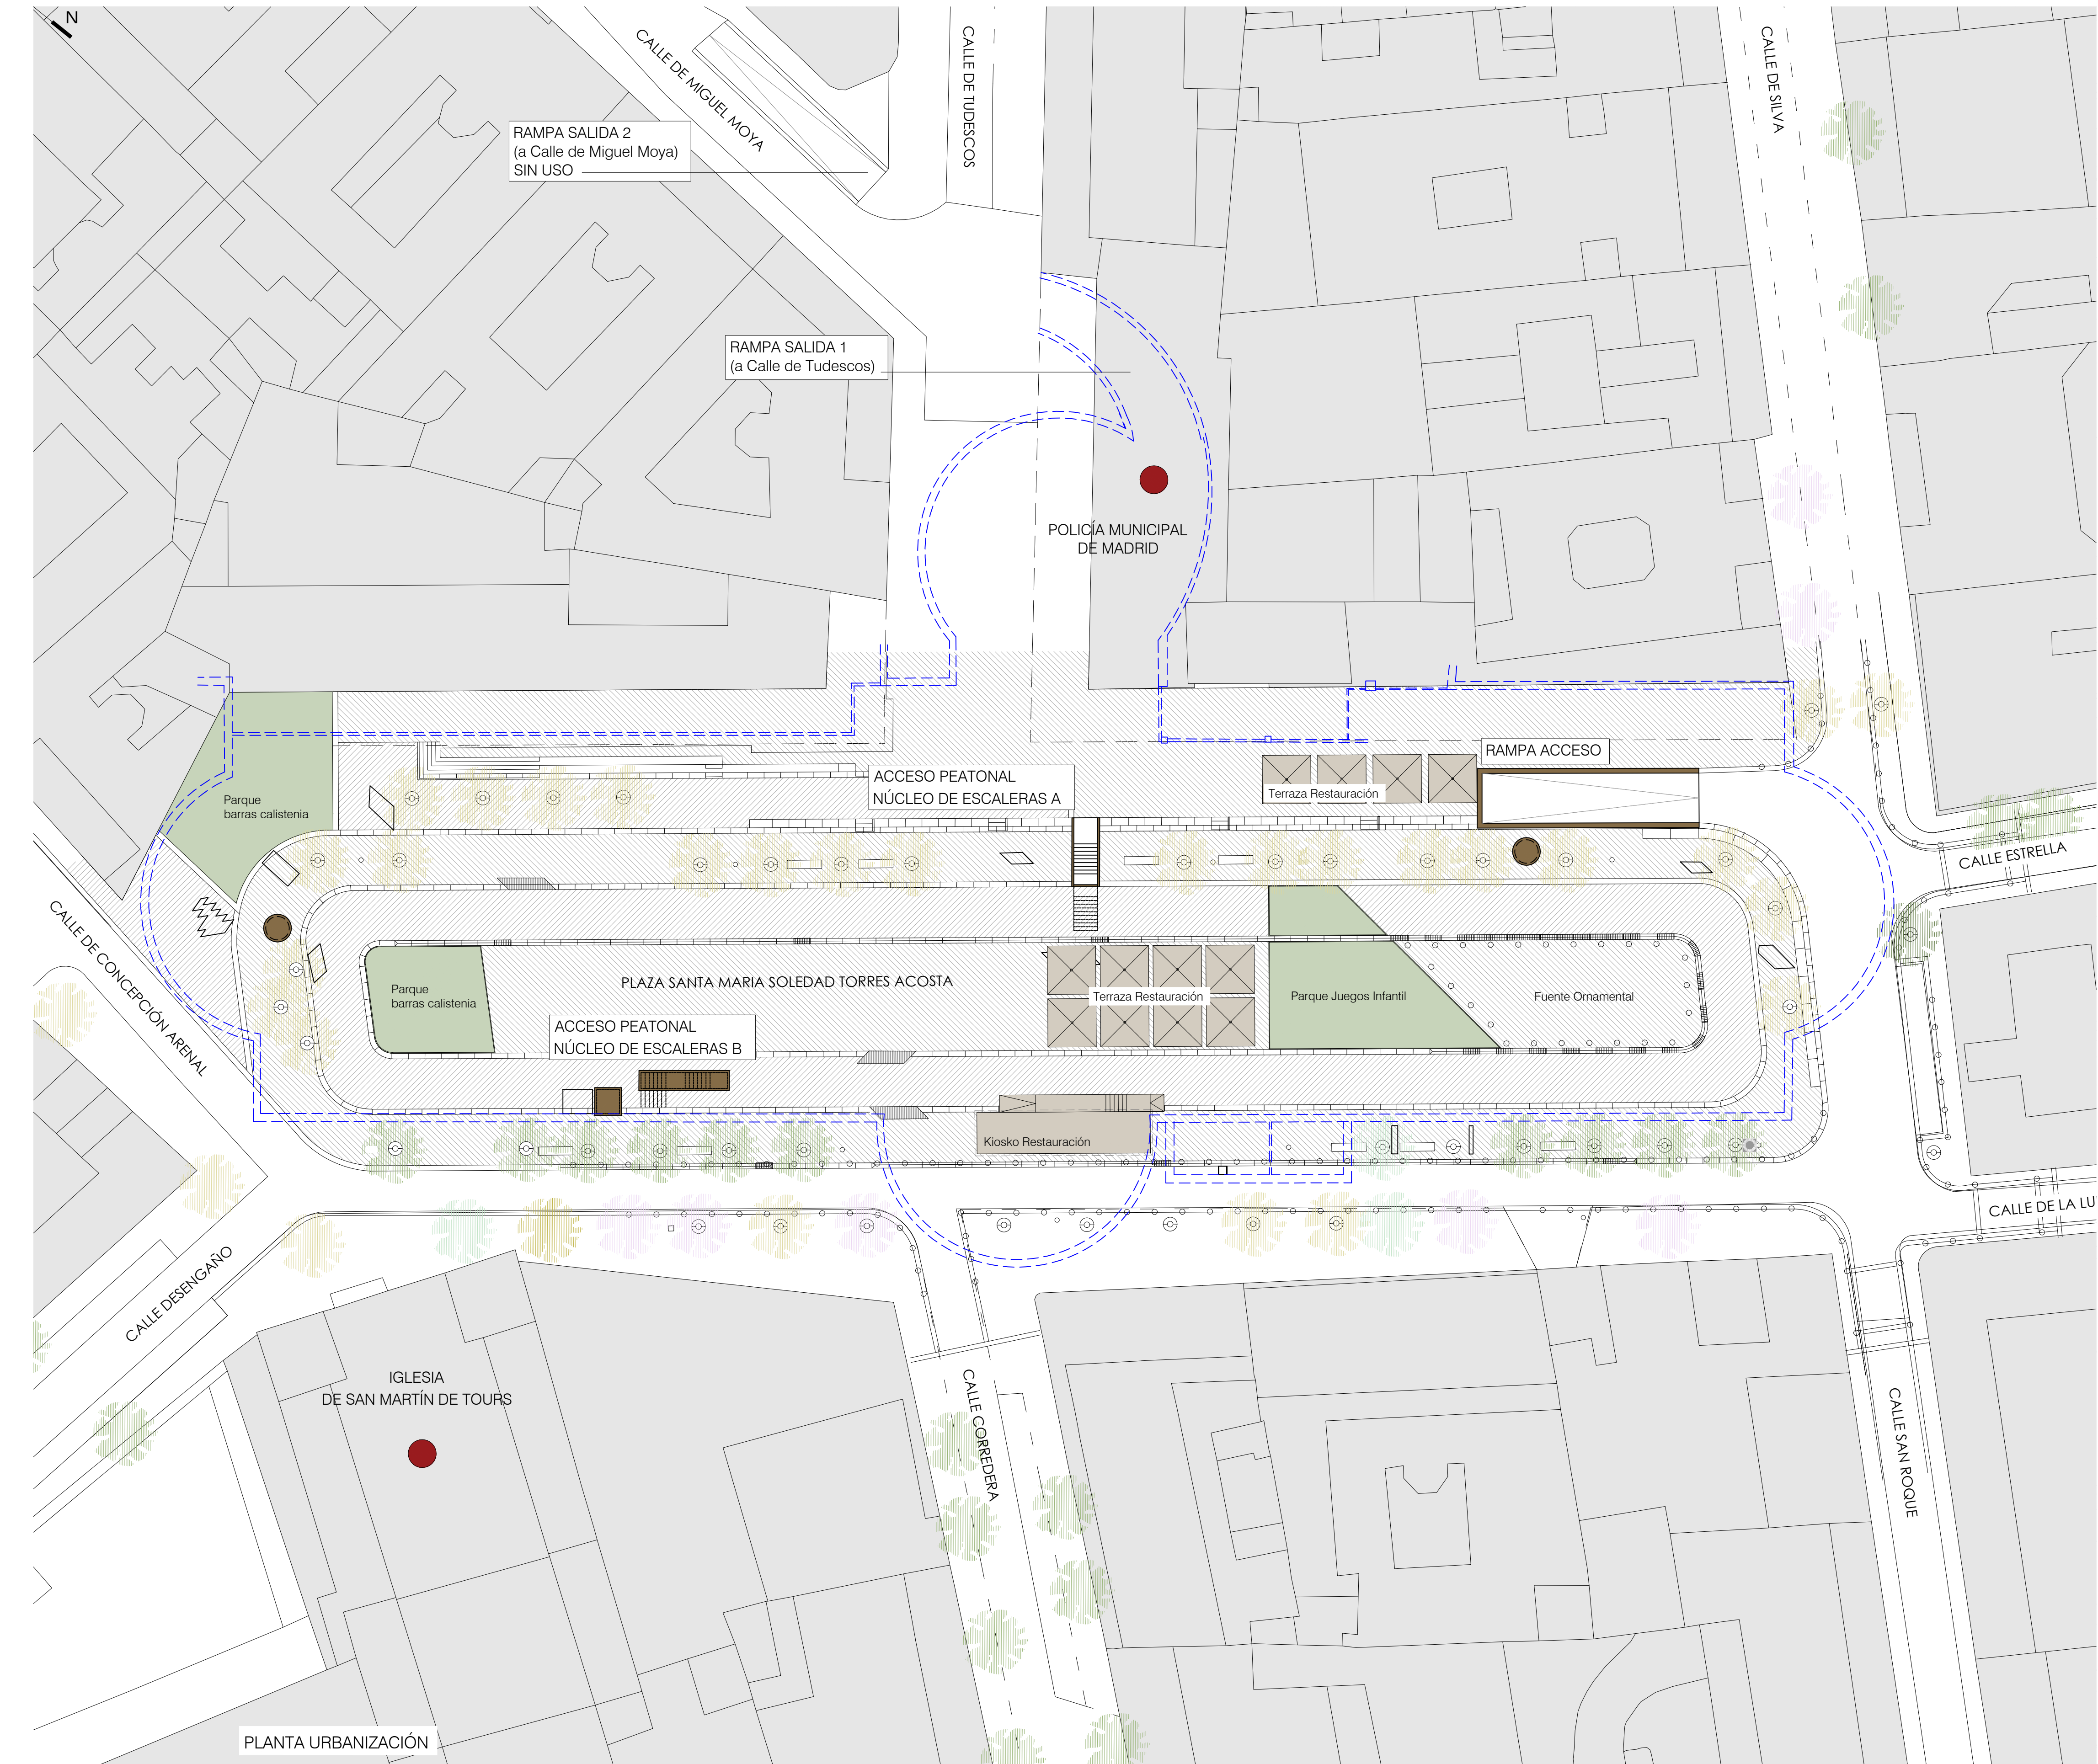 N
CALLE DE MIGUEL MOYA
CALLE DE TUDESCOS
CALLE DE SILVA
RAMPA SALIDA 2
(a Calle de Miguel Moya)
SIN USO
RAMPA SALIDA 1
(a Calle de Tudescos)
POLICÍA MUNICIPAL
DE MADRID
RAMPA ACCESO
ACCESO PEATONAL
NÚCLEO DE ESCALERAS A
Terraza Restauración
Parque
barras calistenia
CALLE ESTRELLA
CALLE DE CONCEPCIÓN ARENAL
PLAZA SANTA MARIA SOLEDAD TORRES ACOSTA
Parque
barras calistenia
Terraza Restauración
Parque Juegos Infantil
Fuente Ornamental
ACCESO PEATONAL
NÚCLEO DE ESCALERAS B
Kiosko Restauración
CALLE DE LA LU
CALLE DESENGAÑO
IGLESIA
DE SAN MARTÍN DE TOURS
CALLE CORREDERA
CALLE SAN ROQUE
PLANTA URBANIZACIÓN